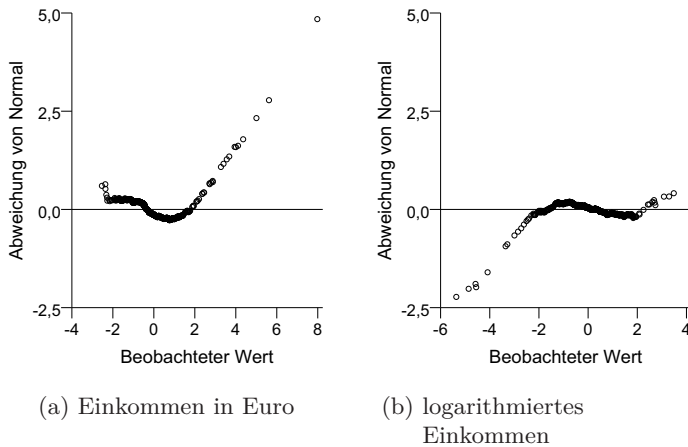 5,0
2,5
0,0
-2,5
-4 -2 0 2 4 6 8
Abweichung von Normal
Beobachteter Wert
(a) Einkommen in Euro
5,0
2,5
0,0
-2,5
-6 -4 -2 0 2 4
Abweichung von Normal
Beobachteter Wert
(b) logarithmiertes
Einkommen